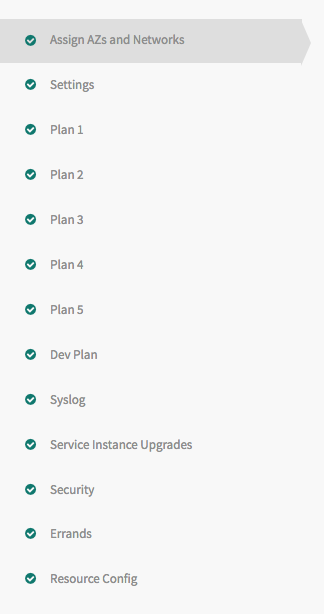 Assign AZs and Networks
Settings
Plan 1
Plan 2
Plan 3
Plan 4
Plan 5
Dev Plan
Syslog
Service Instance Upgrades
Security
Errands
Resource Config